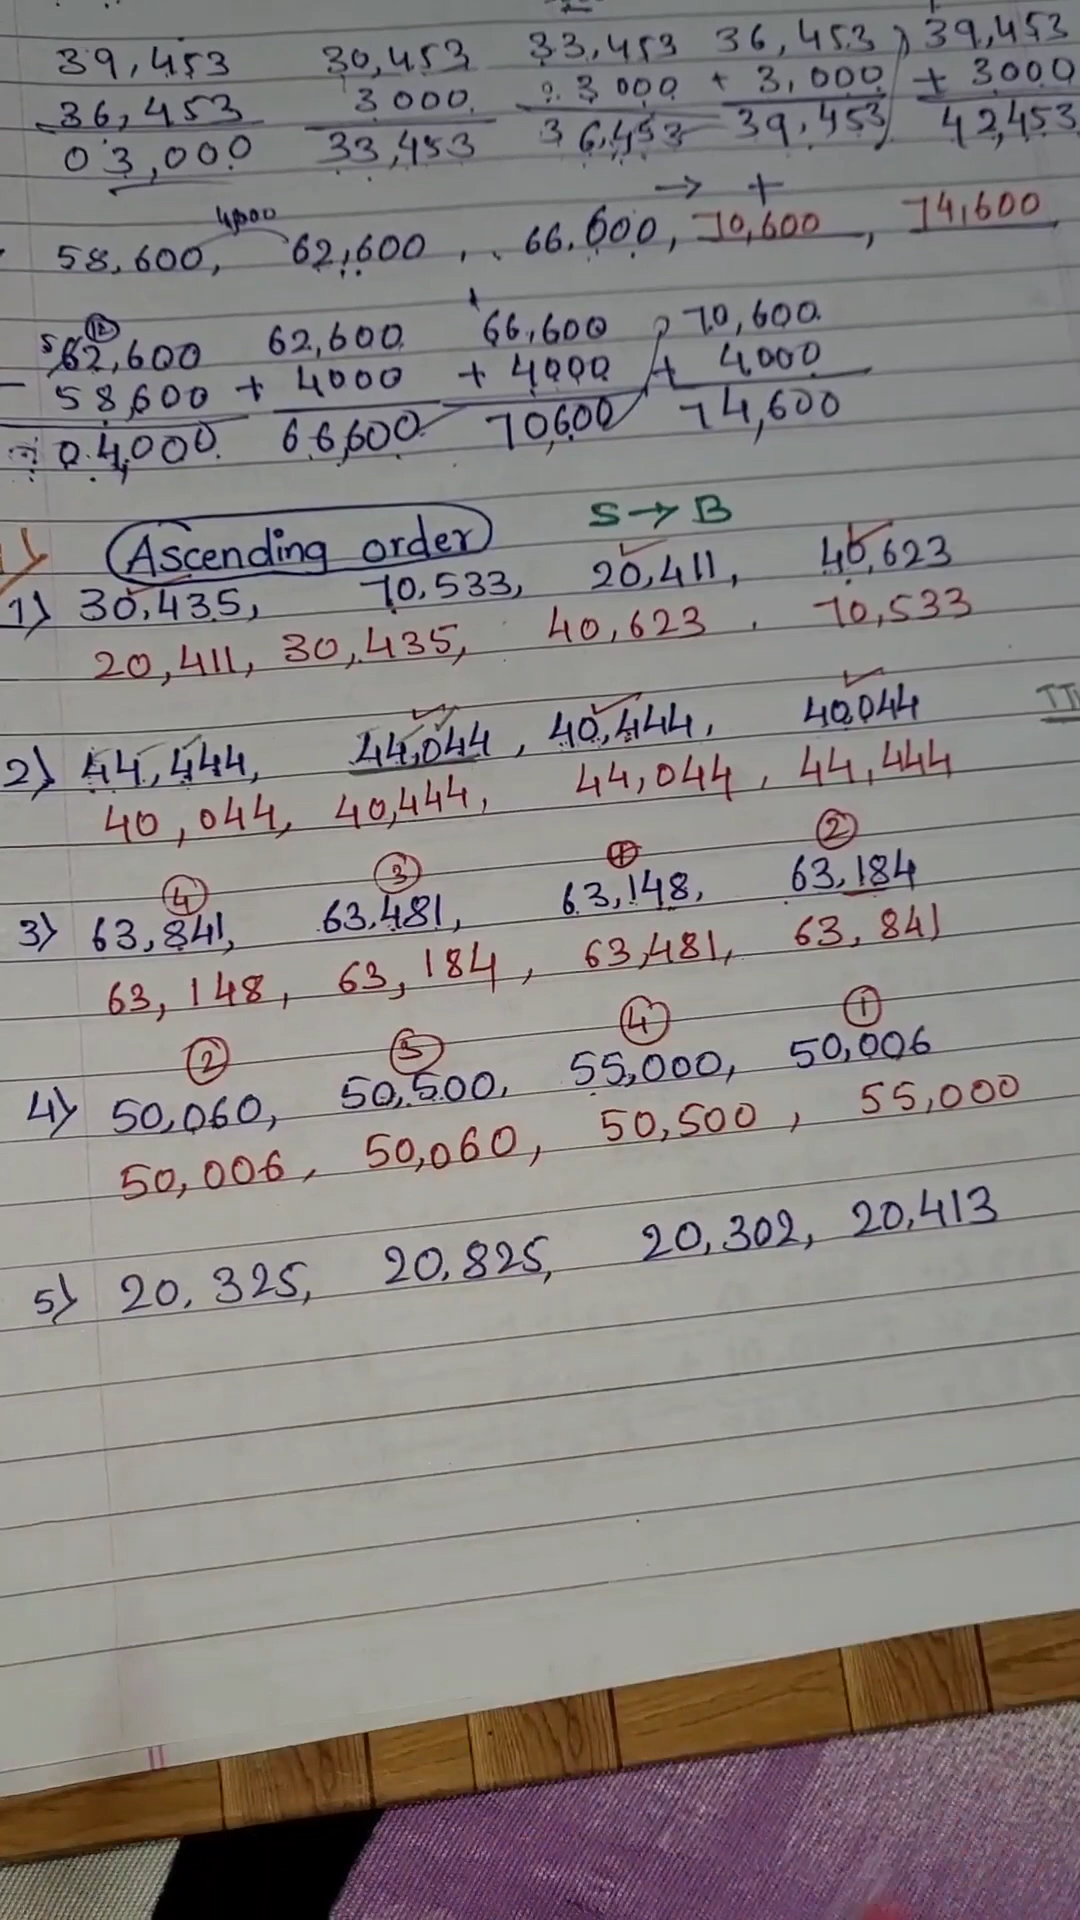 39,453 30,453 33,453 36,453 39,453
36,453 3000 3000 + 3,000 + 3000
03,000 33,453 36,453 39,453 42,453
→ +
4,000
58,600, 62,600, 66,600, 70,600, 74,600
5 12
62,600 62,600 66,600 70,600
- 58,600 + 4000 + 4000 + 4000
04,000 66,600 70,600 74,600
Ascending order S → B
1) 30,435, 70,533, 20,411, 40,623
20,411, 30,435, 40,623, 70,533
2) 44,444, 44,044, 40,444, 40,044
40,044, 40,444, 44,044, 44,444
4 3 1 2
3) 63,841, 63,481, 63,148, 63,184
63,148, 63,184, 63,481, 63,841
2 3 4 1
4) 50,060, 50,500, 55,000, 50,006
50,006, 50,060, 50,500, 55,000
5) 20,325, 20,825, 20,302, 20,413